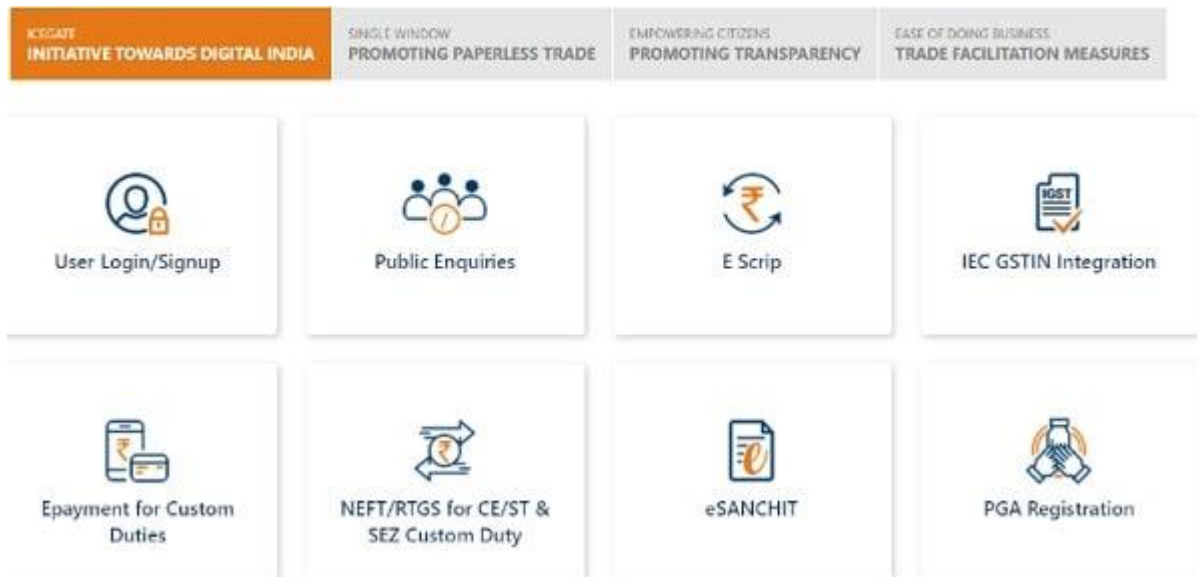 ICEGATE
INITIATIVE TOWARDS DIGITAL INDIA
SINGLE WINDOW
PROMOTING PAPERLESS TRADE
EMPOWERING CITIZENS
PROMOTING TRANSPARENCY
EASE OF DOING BUSINESS
TRADE FACILITATION MEASURES
User Login/Signup
Public Enquiries
₹
E Scrip
IGST
IEC GSTIN Integration
₹
Epayment for Custom
Duties
₹
NEFT/RTGS for CE/ST &
SEZ Custom Duty
e
eSANCHIT
PGA Registration